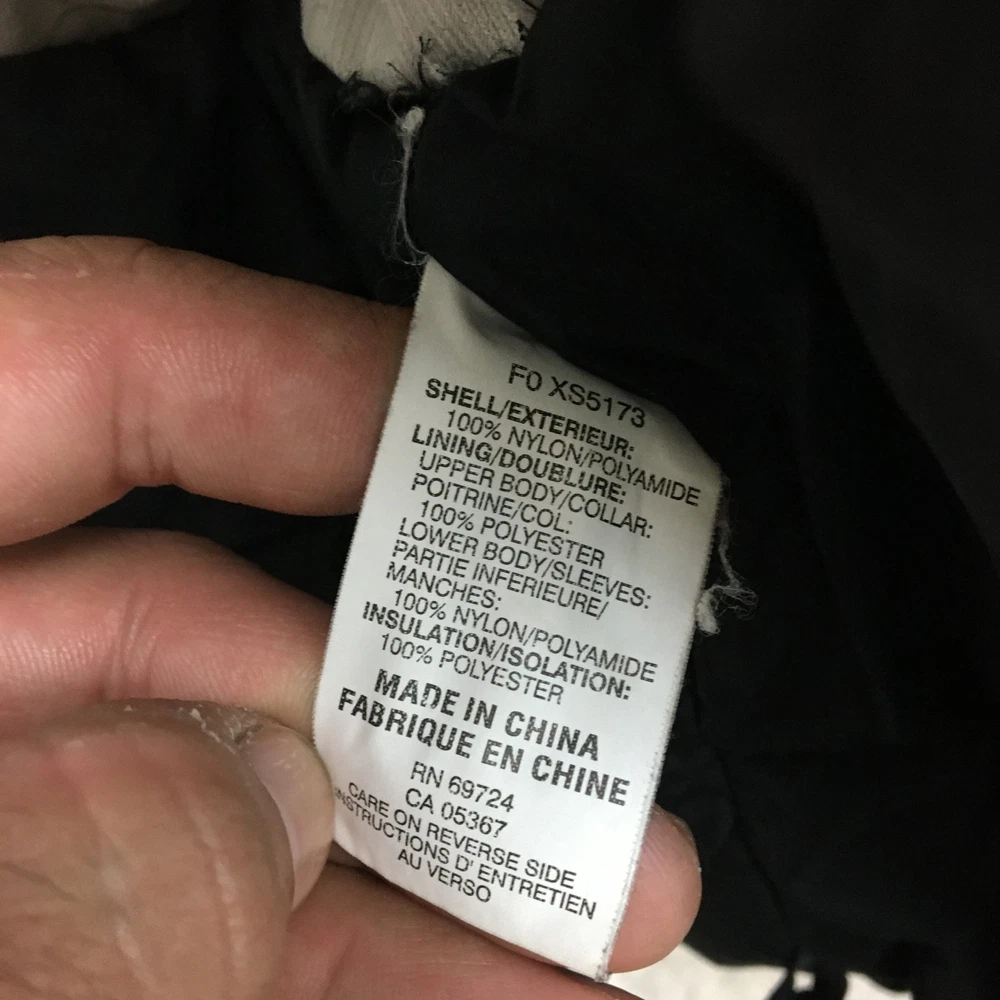 F0 XS5173
SHELL/EXTERIEUR:
100% NYLON/POLYAMIDE
LINING/DOUBLURE:
UPPER BODY/COLLAR:
POITRINE/COL:
100% POLYESTER
LOWER BODY/SLEEVES:
PARTIE INFERIEURE/
MANCHES:
100% NYLON/POLYAMIDE
INSULATION/ISOLATION:
100% POLYESTER
MADE IN CHINA
FABRIQUE EN CHINE
RN 69724
CA 05367
CARE ON REVERSE SIDE
INSTRUCTIONS D' ENTRETIEN
AU VERSO